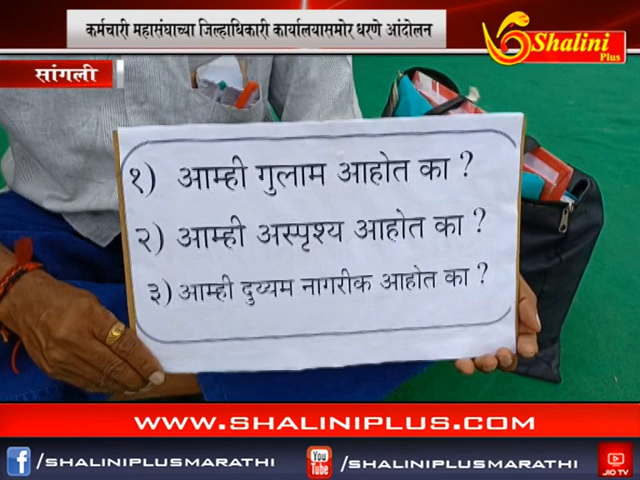 कर्मचारी महासंघाच्या जिल्हाधिकारी कार्यालयासमोर धरणे आंदोलन
Shalini
Plus
सांगली
१) आम्ही गुलाम आहोत का ?
२) आम्ही अस्पृश्य आहोत का ?
३) आम्ही दुय्यम नागरीक आहोत का ?
WWW.SHALINIPLUS.COM
f /SHALINIPLUSMARATHI
You Tube /SHALINIPLUSMARATHI
JIO TV